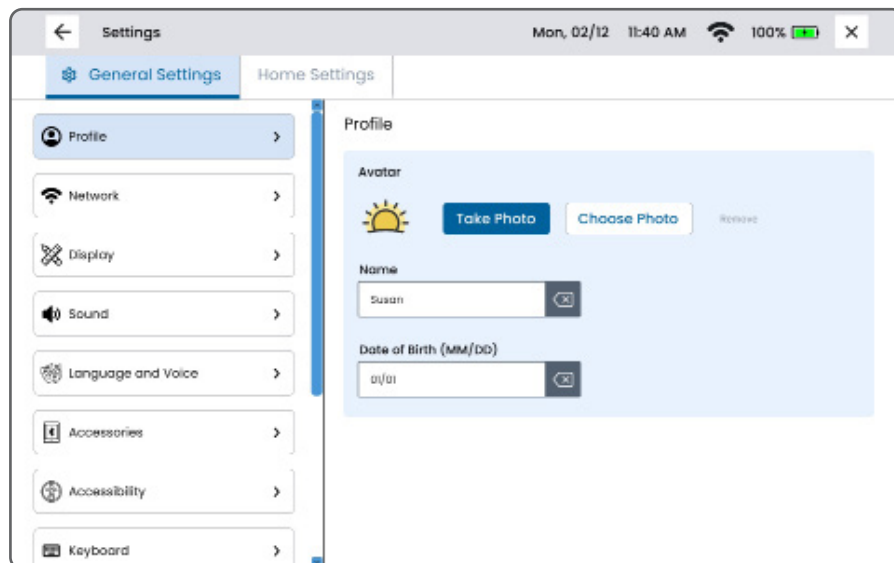 Settings Mon, 02/12 11:40 AM 100%
General Settings Home Settings
Profile
Network
Display
Sound
Language and Voice
Accessories
Accessibility
Keyboard
Profile
Avatar
Take Photo Choose Photo Remove
Name
Susan
Date of Birth (MM/DD)
01/01